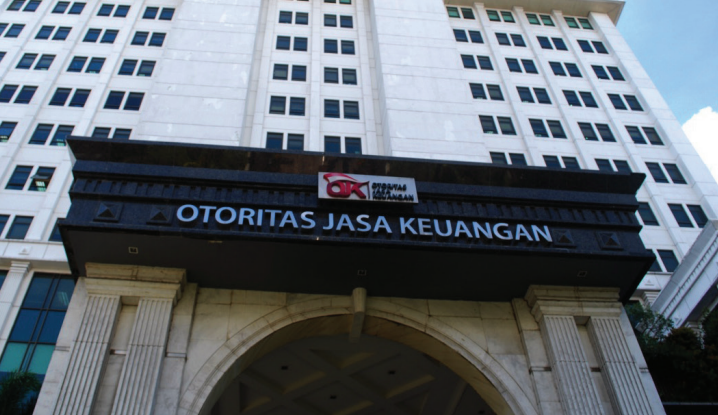 OJK
OTORITAS
JASA
KEUANGAN
OTORITAS JASA KEUANGAN